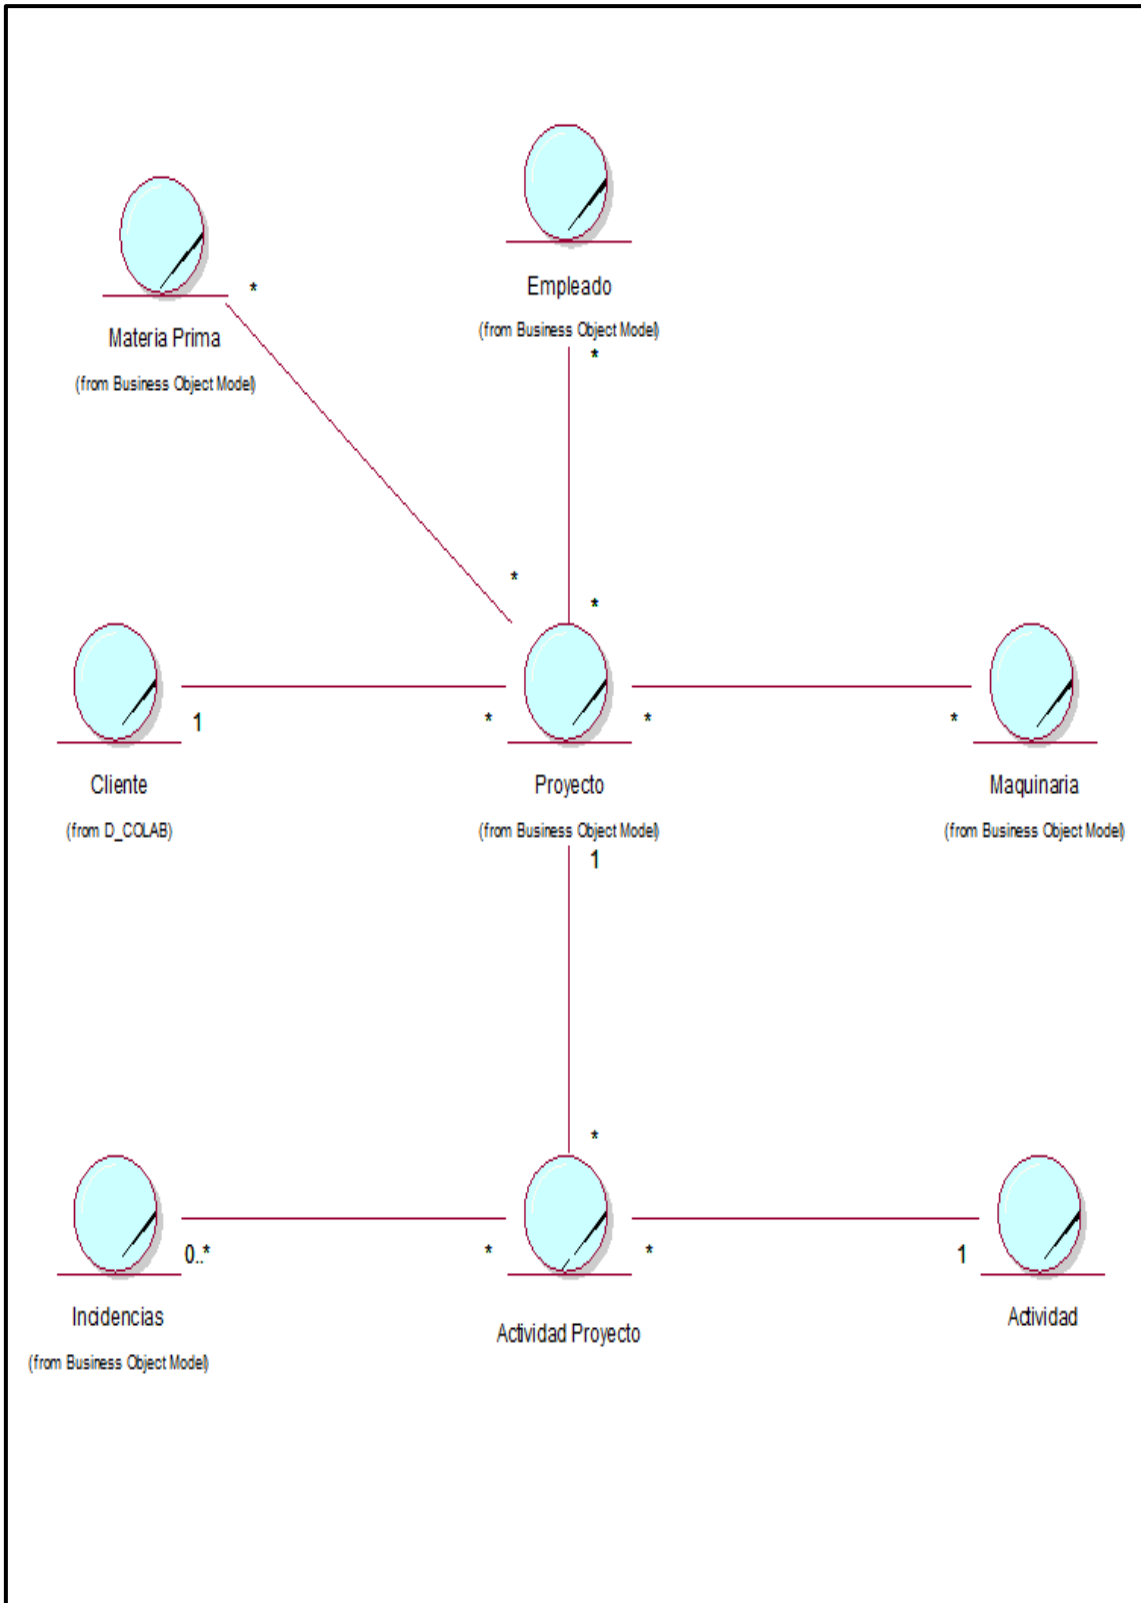 Empleado
(from Business Object Model)
*
*
Materia Prima
(from Business Object Model)
*
*
1
*
*
*
Cliente
(from D_COLAB)
Proyecto
(from Business Object Model)
Maquinaria
(from Business Object Model)
1
*
0..*
*
*
1
Incidencias
(from Business Object Model)
Actividad Proyecto
Actividad